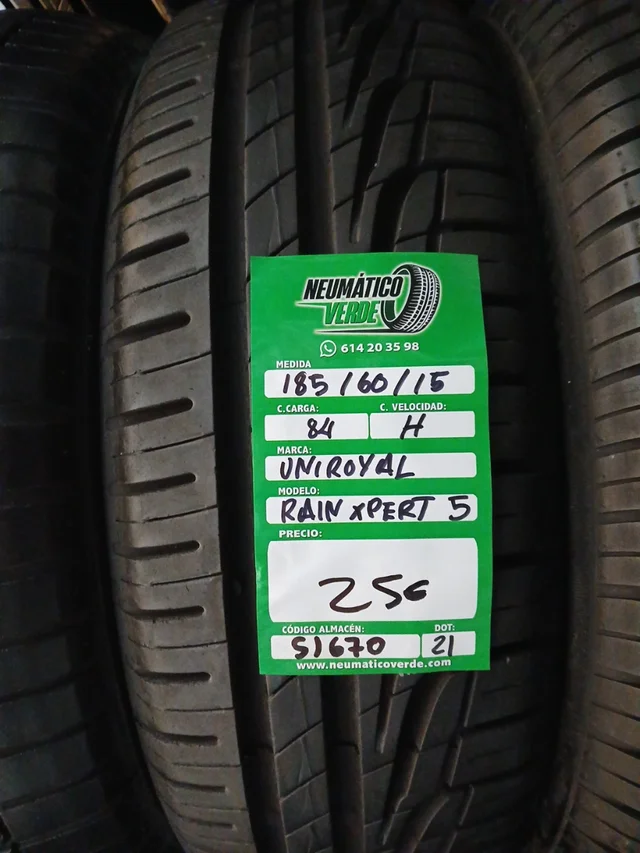 NEUMÁTICO
VERDE
614 20 35 98
MEDIDA
185/60/15
C.CARGA: C. VELOCIDAD:
84 H
MARCA:
UNIROYAL
MODELO:
RAIN XPERT 5
PRECIO:
25€
CÓDIGO ALMACÉN: DOT:
S1670 21
www.neumaticoverde.com